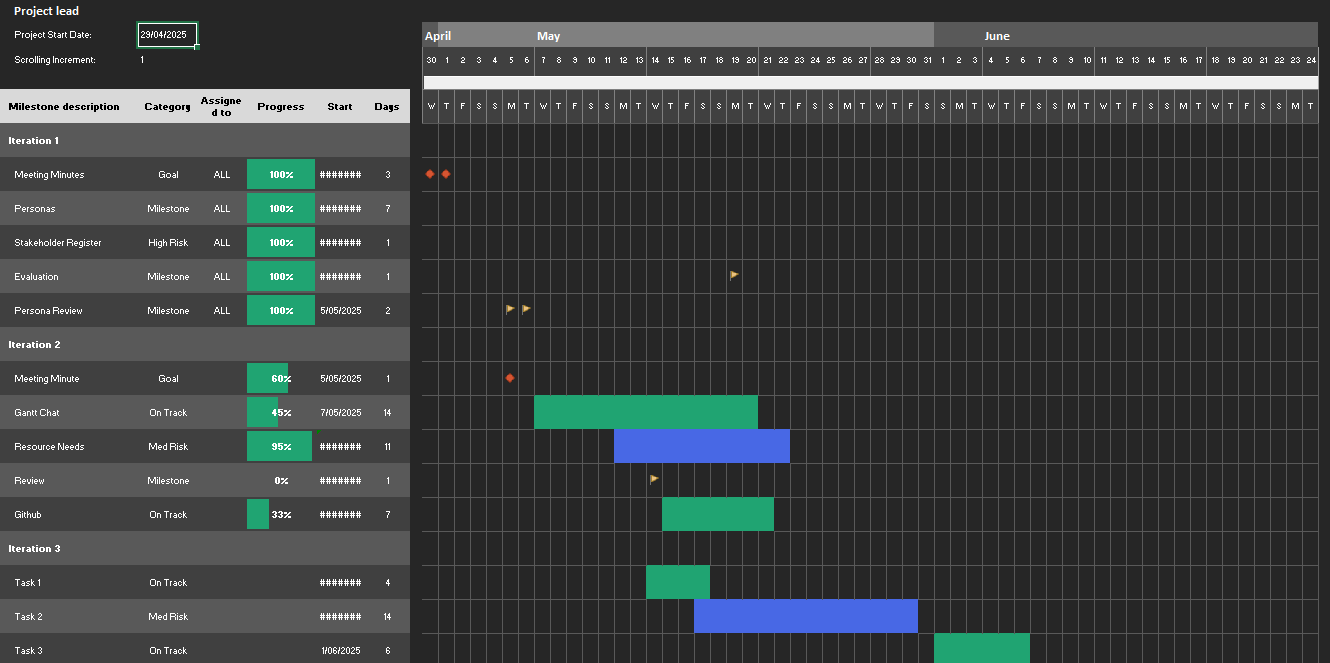 Project lead
Project Start Date: 29/04/2025
April May June
Scrolling Increment: 1
30 1 2 3 4 5 6 7 8 9 10 11 12 13 14 15 16 17 18 19 20 21 22 23 24 25 26 27 28 29 30 31 1 2 3 4 5 6 7 8 9 10 11 12 13 14 15 16 17 18 19 20 21 22 23 24
Milestone description Category Assigne
d to Progress Start Days
W T F S S M T W T F S S M T W T F S S M T W T F S S M T W T F S S M T W T F S S M T W T F S S M T W T F S S M T
Iteration 1
Meeting Minutes Goal ALL 100% ####### 3
Personas Milestone ALL 100% ####### 7
Stakeholder Register High Risk ALL 100% ####### 1
Evaluation Milestone ALL 100% ####### 1
Persona Review Milestone ALL 100% 5/05/2025 2
Iteration 2
Meeting Minute Goal 60% 5/05/2025 1
Gantt Chat On Track 45% 7/05/2025 14
Resource Needs Med Risk 95% ####### 11
Review Milestone 0% ####### 1
Github On Track 33% ####### 7
Iteration 3
Task 1 On Track ####### 4
Task 2 Med Risk ####### 14
Task 3 On Track 1/06/2025 6